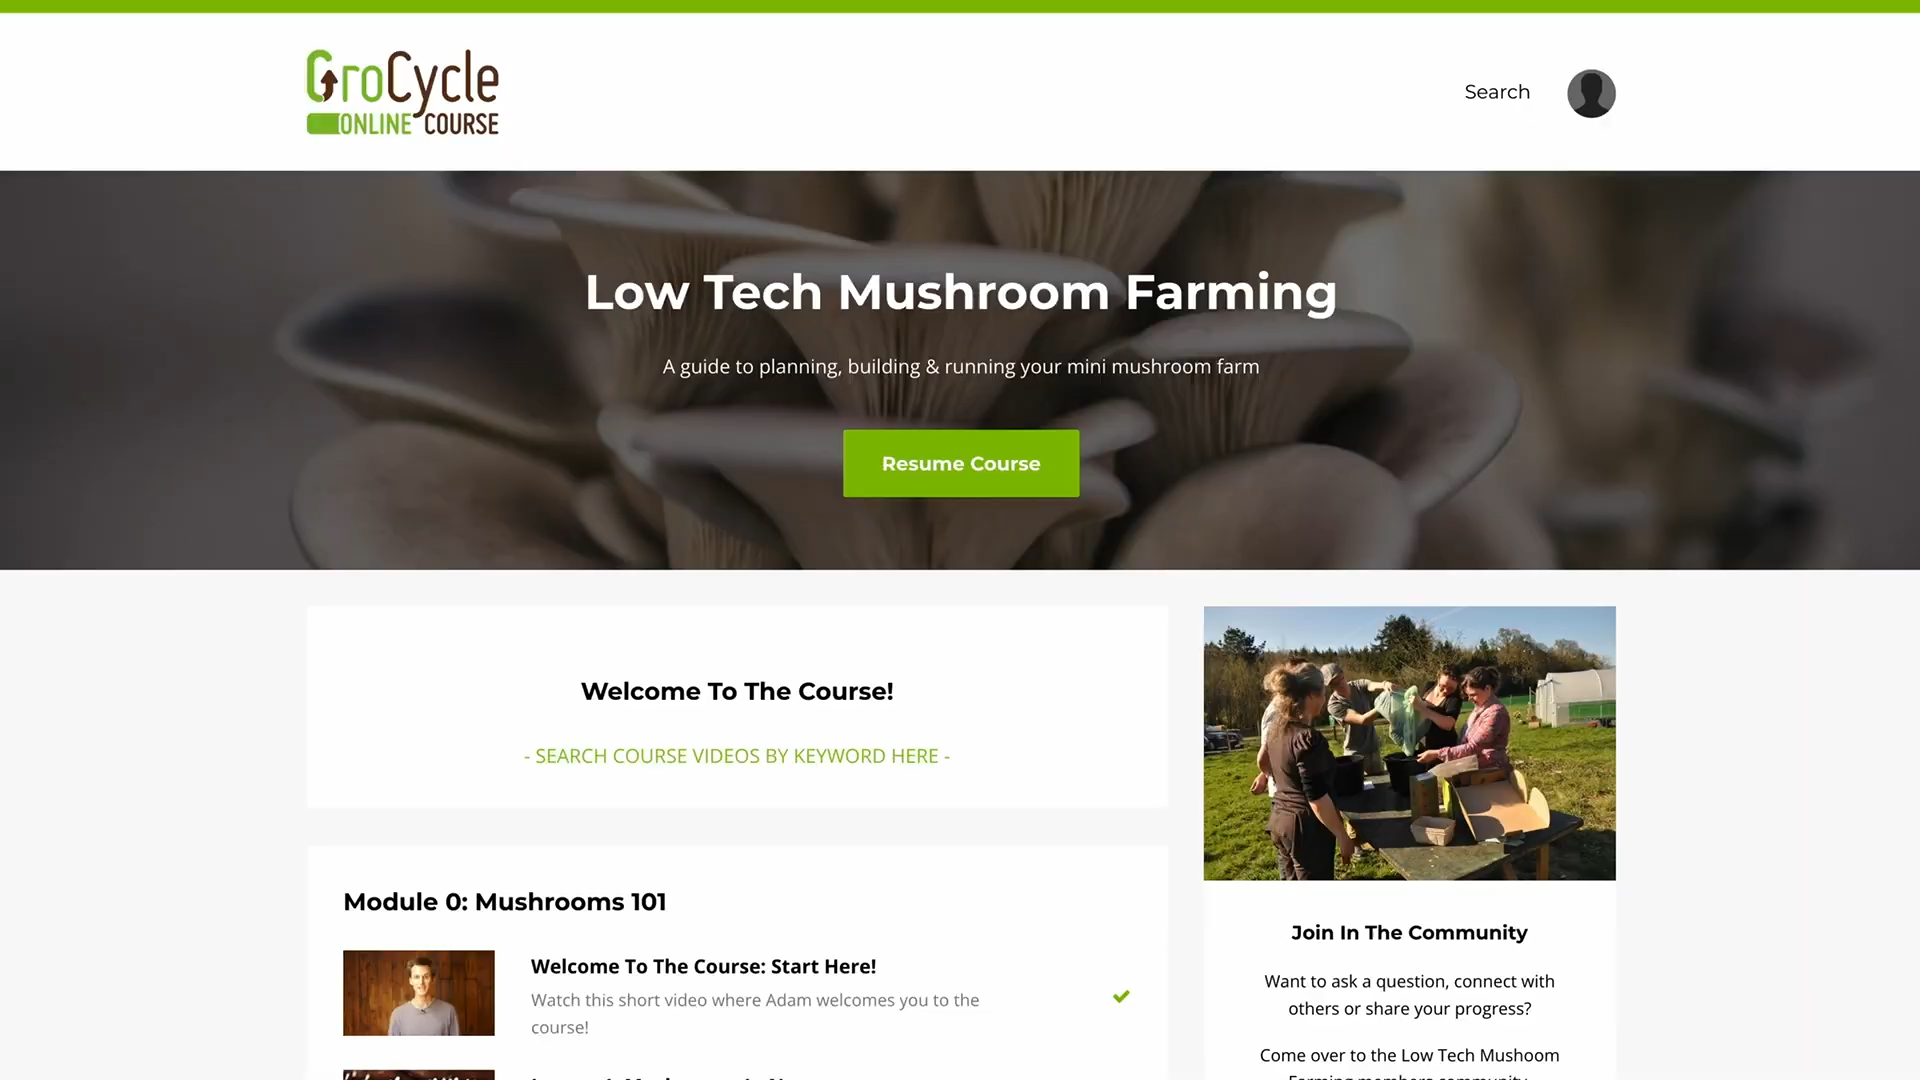 GroCycle
ONLINE COURSE
Search
Low Tech Mushroom Farming
A guide to planning, building & running your mini mushroom farm
Resume Course
Welcome To The Course!
- SEARCH COURSE VIDEOS BY KEYWORD HERE -
Module 0: Mushrooms 101
Welcome To The Course: Start Here!
Watch this short video where Adam welcomes you to the
course!
Join In The Community
Want to ask a question, connect with
others or share your progress?
Come over to the Low Tech Mushoom
Farming members community